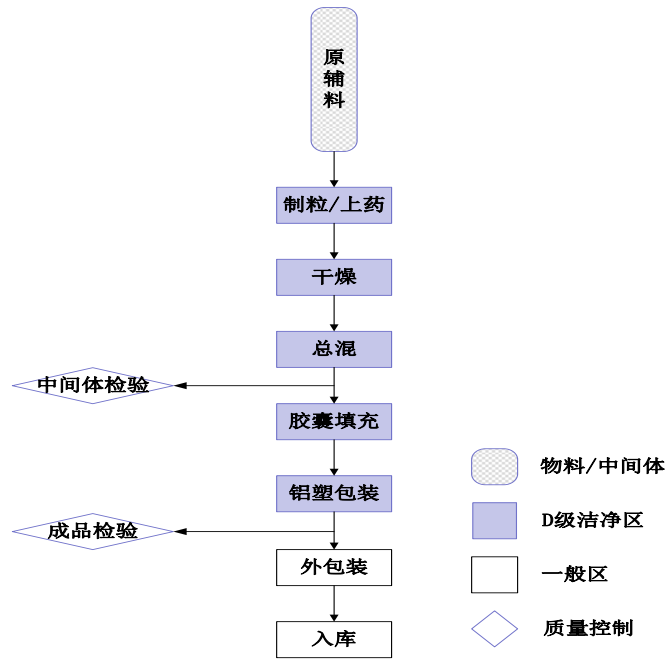 原
辅
料
制粒/上药
干燥
总混
中间体检验
胶囊填充
铝塑包装
成品检验
外包装
入库
物料/中间体
D级洁净区
一般区
质量控制